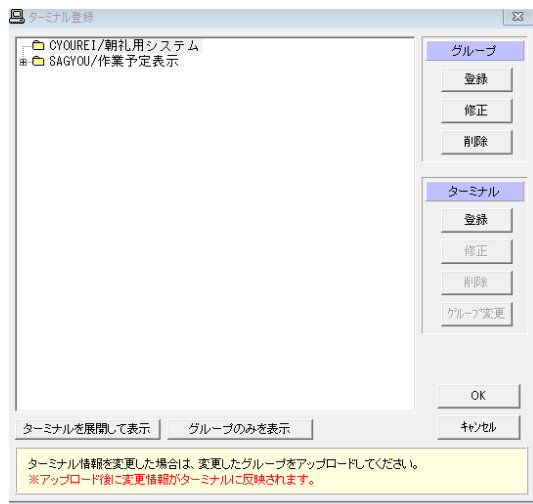 ターミナル登録
CYOUREI/朝礼用システム
SAGYOU/作業予定表示
グループ
登録
修正
削除
ターミナル
登録
修正
削除
グループ変更
OK
キャンセル
ターミナルを展開して表示
グループのみを表示
ターミナル情報を変更した場合は、変更したグループをアップロードしてください。
※アップロード後に変更情報がターミナルに反映されます。